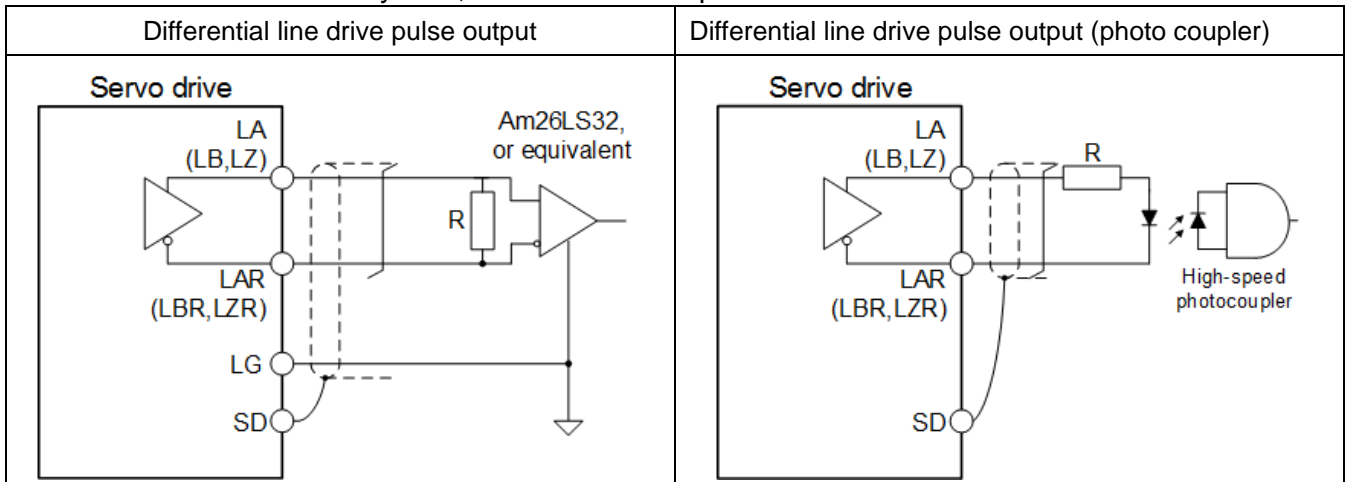 Differential line drive pulse output
Differential line drive pulse output (photo coupler)
Servo drive
LA
(LB,LZ)
Am26LS32,
or equivalent
R
LAR
(LBR,LZR)
LG
SD
Servo drive
LA
(LB,LZ)
R
LAR
(LBR,LZR)
High-speed
photocoupler
SD